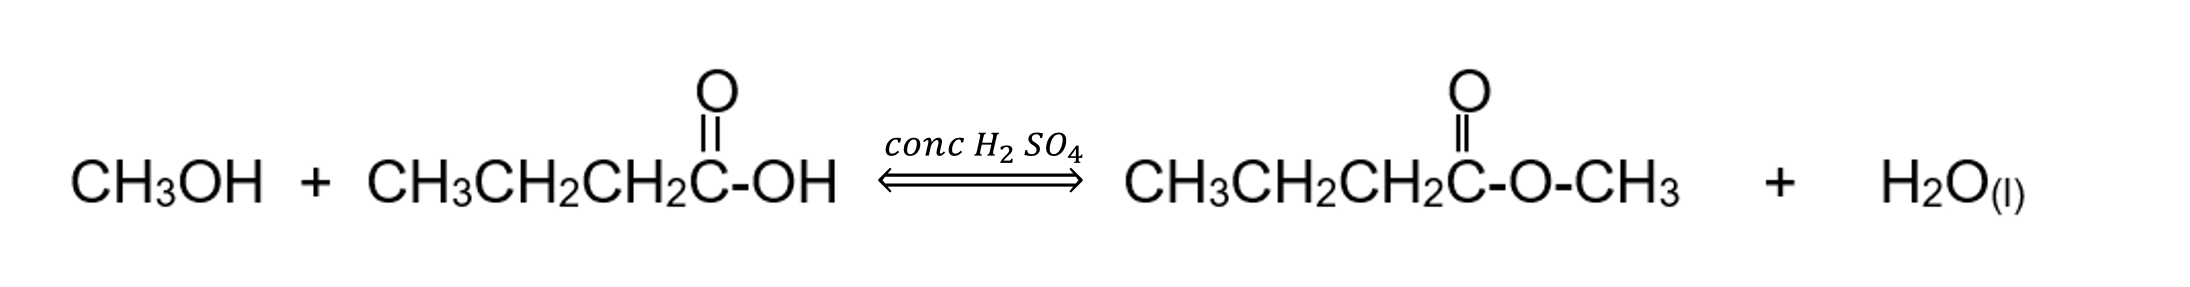 O O
conc H₂ SO₄
CH₃OH + CH₃CH₂CH₂C-OH ⟺ CH₃CH₂CH₂C-O-CH₃ + H₂O₍l₎